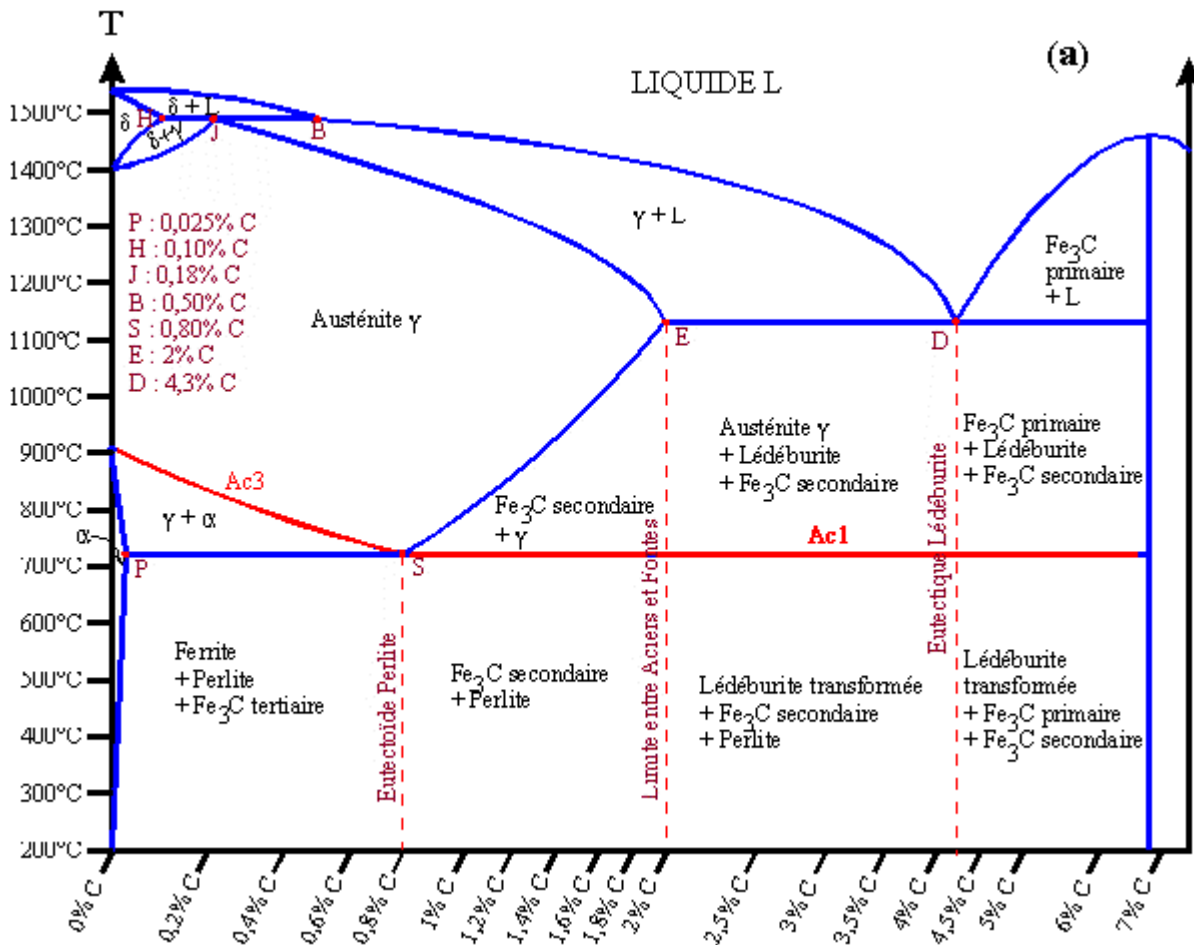 T
(a)
LIQUIDE L
1500°C
1400°C
1300°C
1200°C
1100°C
1000°C
900°C
800°C
700°C
600°C
500°C
400°C
300°C
200°C
δ + L
H
δ
δ+γ
J
B
P : 0,025% C
H : 0,10% C
J : 0,18% C
B : 0,50% C
S : 0,80% C
E : 2% C
D : 4,3% C
γ + L
Fe3C
primaire
+ L
Austénite γ
E
D
Ac3
γ + α
α
P
S
Fe3C secondaire
+ γ
Austénite γ
+ Lédéburite
+ Fe3C secondaire
Fe3C primaire
+ Lédéburite
+ Fe3C secondaire
Ac1
Ferrite
+ Perlite
+ Fe3C tertiaire
Eutectoïde Perlite
Fe3C secondaire
+ Perlite
Limite entre Aciers et Fontes
Lédéburite transformée
+ Fe3C secondaire
+ Perlite
Eutectique Lédéburite
Lédéburite
transformée
+ Fe3C primaire
+ Fe3C secondaire
0% C
0,2% C
0,4% C
0,6% C
0,8% C
1% C
1,2% C
1,4% C
1,6% C
1,8% C
2% C
2,5% C
3% C
3,5% C
4% C
4,5% C
5% C
6% C
7% C